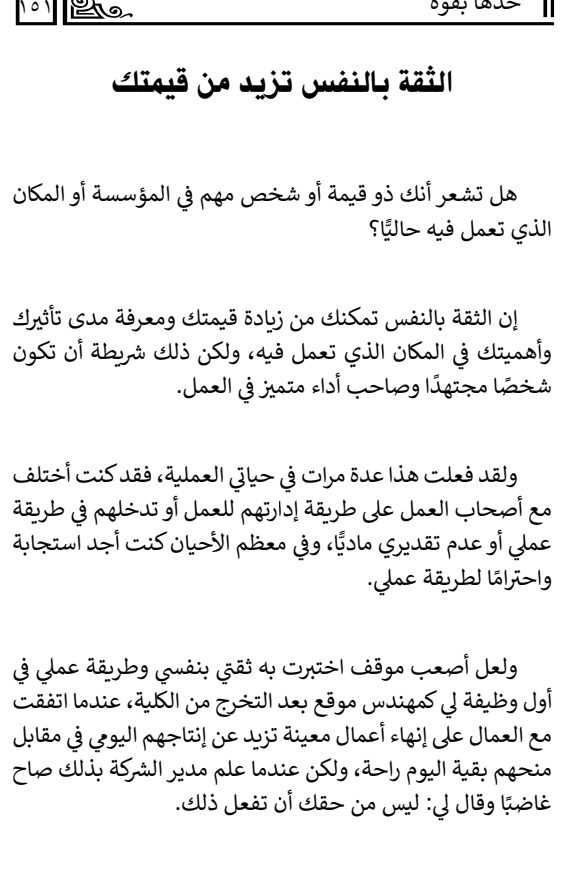 خذها بقوة
١٥١
الثقة بالنفس تزيد من قيمتك
هل تشعر أنك ذو قيمة أو شخص مهم في المؤسسة أو المكان
الذي تعمل فيه حاليًّا؟
إن الثقة بالنفس تمكنك من زيادة قيمتك ومعرفة مدى تأثيرك
وأهميتك في المكان الذي تعمل فيه، ولكن ذلك شريطة أن تكون
شخصًا مجتهدًا وصاحب أداء متميز في العمل.
ولقد فعلت هذا عدة مرات في حياتي العملية، فقد كنت أختلف
مع أصحاب العمل على طريقة إدارتهم للعمل أو تدخلهم في طريقة
عملي أو عدم تقديري ماديًّا، وفي معظم الأحيان كنت أجد استجابة
واحترامًا لطريقة عملي.
ولعل أصعب موقف اختبرت به ثقتي بنفسي وطريقة عملي في
أول وظيفة لي كمهندس موقع بعد التخرج من الكلية، عندما اتفقت
مع العمال على إنهاء أعمال معينة تزيد عن إنتاجهم اليومي في مقابل
منحهم بقية اليوم راحة، ولكن عندما علم مدير الشركة بذلك صاح
غاضبًا وقال لي: ليس من حقك أن تفعل ذلك.